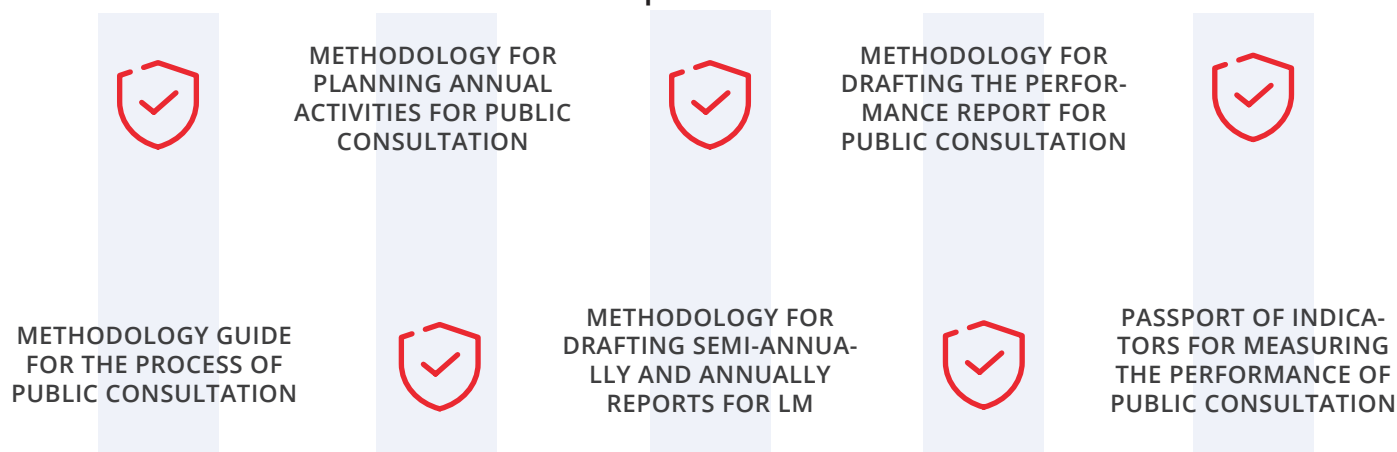 METHODOLOGY GUIDE
FOR THE PROCESS OF
PUBLIC CONSULTATION
METHODOLOGY FOR
PLANNING ANNUAL
ACTIVITIES FOR PUBLIC
CONSULTATION
METHODOLOGY FOR
DRAFTING SEMI-ANNUA-
LLY AND ANNUALLY
REPORTS FOR LM
METHODOLOGY FOR
DRAFTING THE PERFOR-
MANCE REPORT FOR
PUBLIC CONSULTATION
PASSPORT OF INDICA-
TORS FOR MEASURING
THE PERFORMANCE OF
PUBLIC CONSULTATION